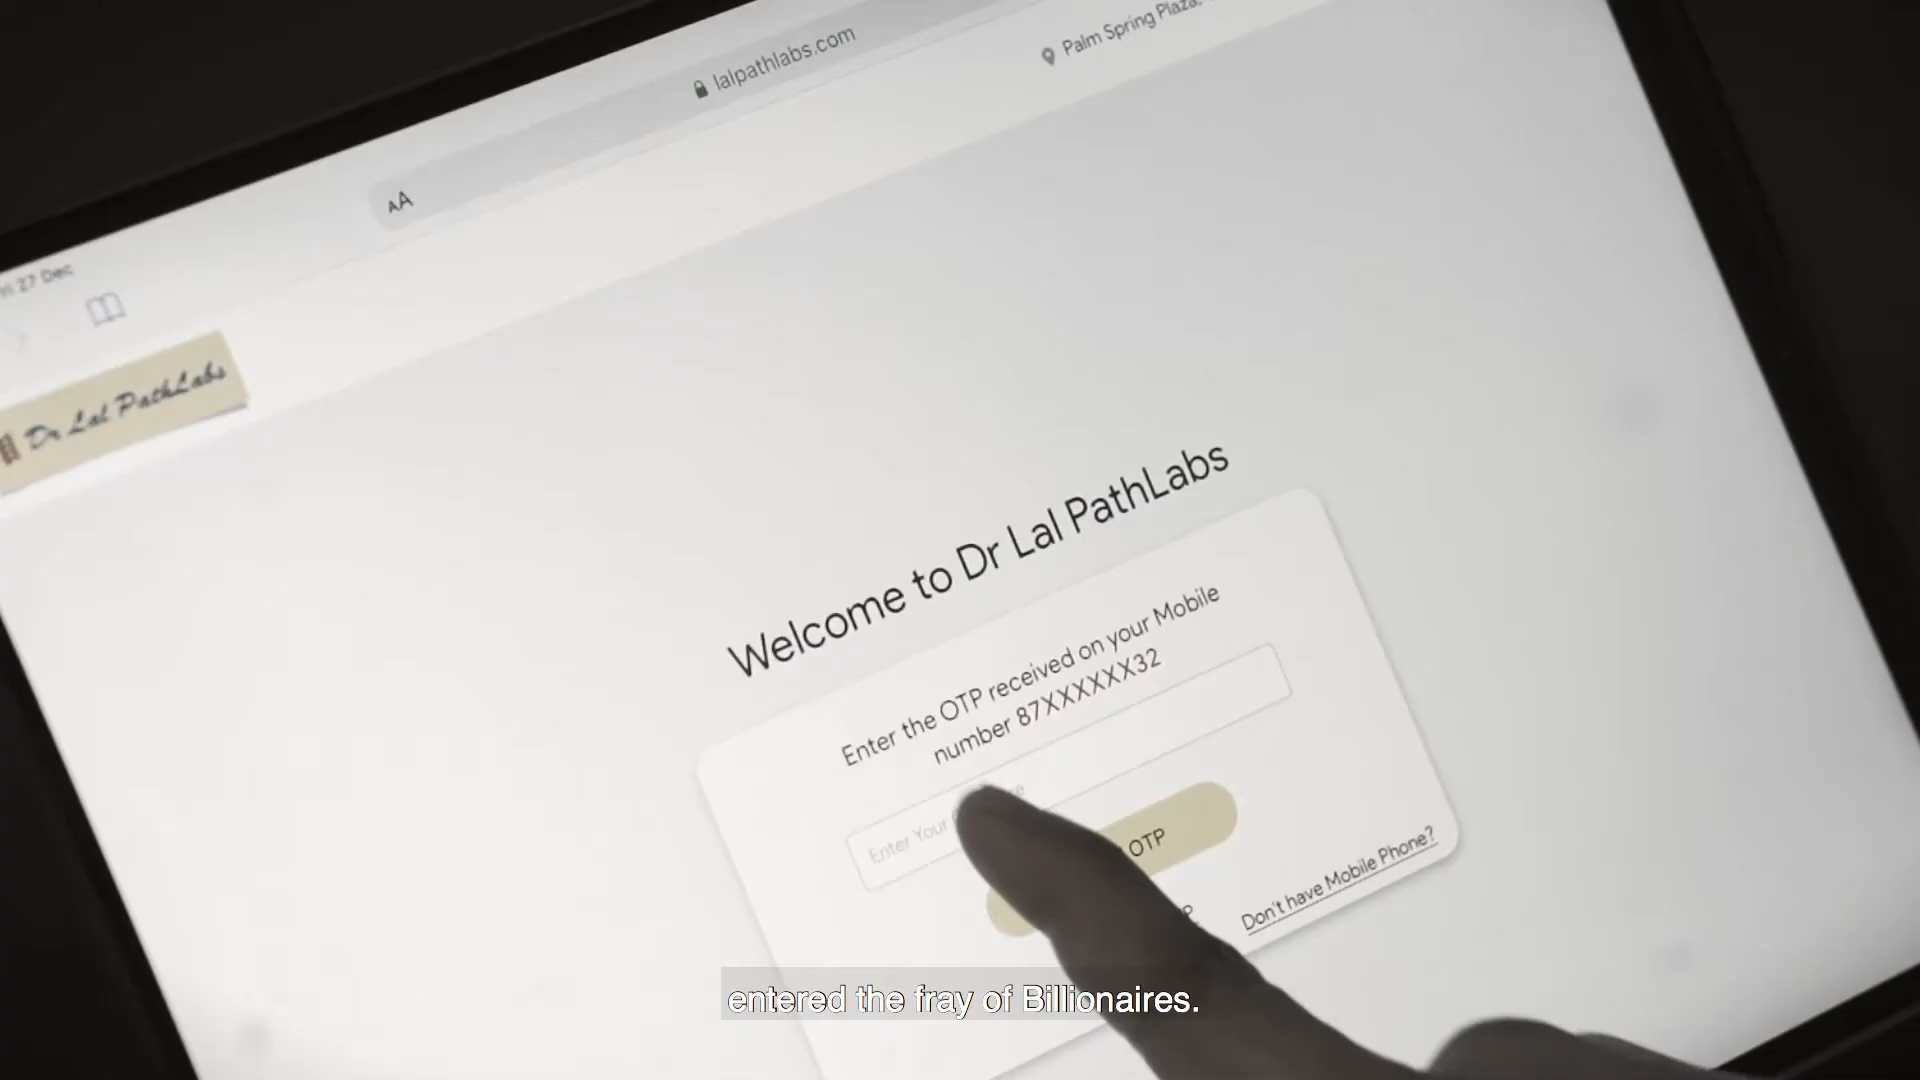 lalpathlabs.com
Palm Spring Plaza,
AA
27 Dec
Dr Lal PathLabs
Welcome to Dr Lal PathLabs
Enter the OTP received on your Mobile
number 87XXXXXX32
Enter Your
OTP
Don't have Mobile Phone?
entered the fray of Billionaires.